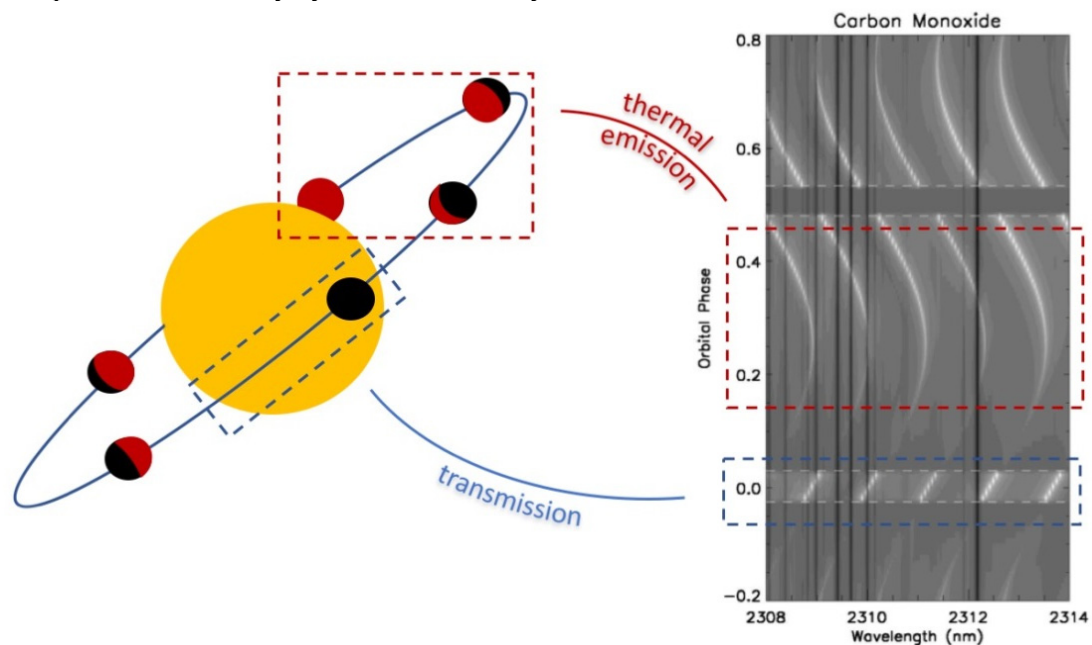 Carbon Monoxide
thermal
emission
transmission
Orbital Phase
0.8
0.6
0.4
0.2
0.0
−0.2
2308
2310
2312
2314
Wavelength (nm)